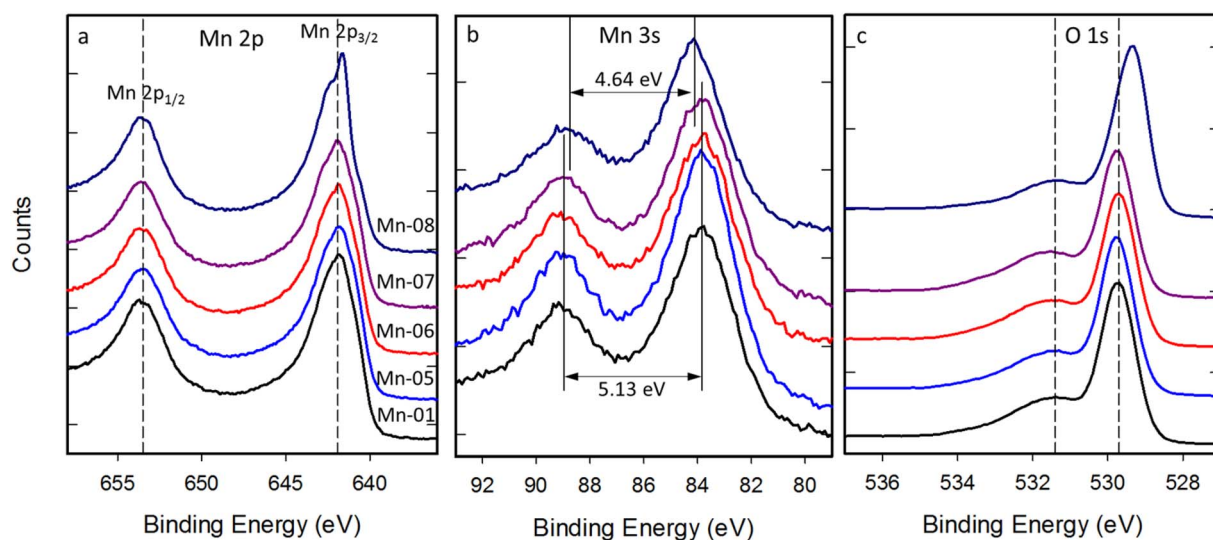 Counts
a
Mn 2p
Mn 2p3/2
Mn 2p1/2
Mn-08
Mn-07
Mn-06
Mn-05
Mn-01
655 650 645 640
Binding Energy (eV)
b
Mn 3s
4.64 eV
5.13 eV
92 90 88 86 84 82 80
Binding Energy (eV)
c
O 1s
536 534 532 530 528
Binding Energy (eV)